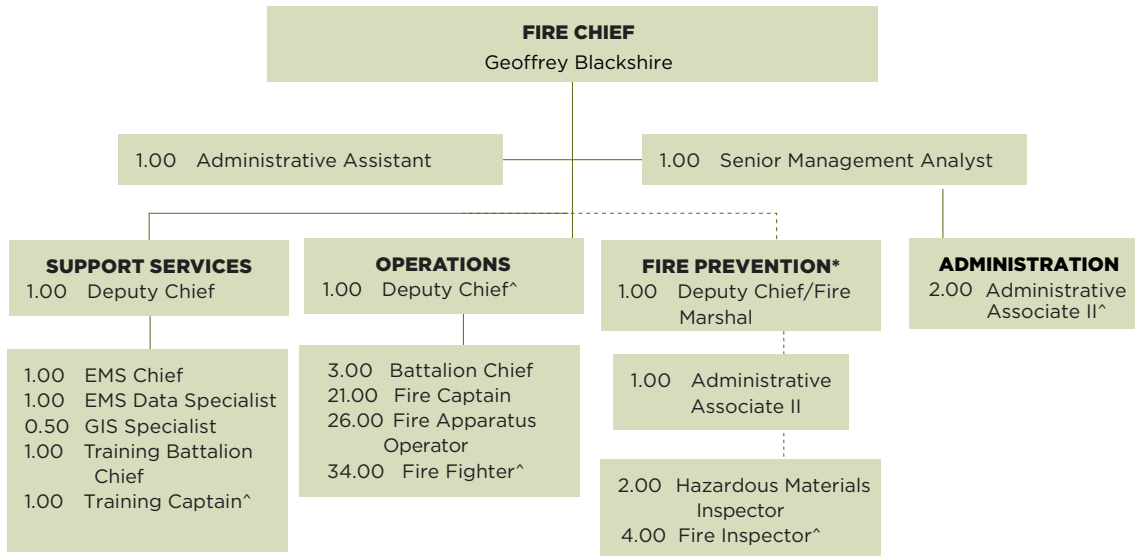 FIRE CHIEF
Geoffrey Blackshire
1.00 Administrative Assistant
1.00 Senior Management Analyst
SUPPORT SERVICES
1.00 Deputy Chief
1.00 EMS Chief
1.00 EMS Data Specialist
0.50 GIS Specialist
1.00 Training Battalion
Chief
1.00 Training Captain^
OPERATIONS
1.00 Deputy Chief^
3.00 Battalion Chief
21.00 Fire Captain
26.00 Fire Apparatus
Operator
34.00 Fire Fighter^
FIRE PREVENTION*
1.00 Deputy Chief/Fire
Marshal
1.00 Administrative
Associate II
2.00 Hazardous Materials
Inspector
4.00 Fire Inspector^
ADMINISTRATION
2.00 Administrative
Associate II^